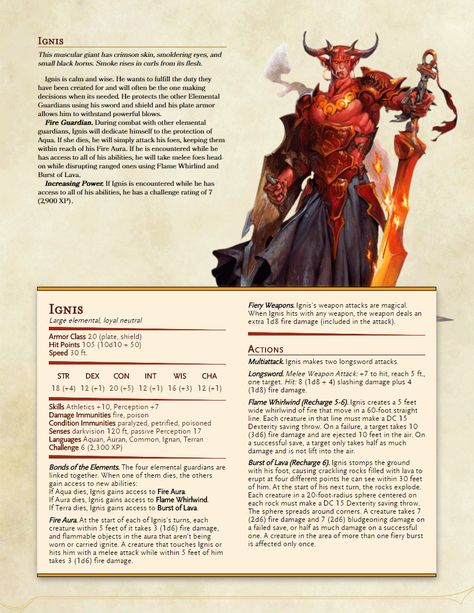 Ignis
This muscular giant has crimson skin, smoldering eyes, and
small black horns. Smoke rises in curls from its flesh.
Ignis is calm and wise. He wants to fulfill the duty they
have been created for and will often be the one making
decisions when its needed. He protects the other Elemental
Guardians using his sword and shield and his plate armor
allows him to withstand powerful blows.
Fire Guardian. During combat with other elemental
guardians, Ignis will dedicate himself to the protection of
Aqua. If she dies, he will simply attack his foes, keeping them
within reach of his Fire Aura. If he is encountered while he
has access to all of his abilities, he will take melee foes head-
on while disrupting ranged ones using Flame Whirlind and
Burst of Lava.
Increasing Power. If Ignis is encountered while he has
access to all of his abilities, he has a challenge rating of 7
(2,900 XP).
Ignis
Large elemental, loyal neutral
Armor Class 20 (plate, shield)
Hit Points 105 (10d10 + 50)
Speed 30 ft.
STR DEX CON INT WIS CHA
18 (+4) 12 (+1) 20 (+5) 12 (+1) 16 (+3) 12 (+1)
Skills Athletics +10, Perception +7
Damage Immunities fire, poison
Condition Immunities paralyzed, petrified, poisoned
Senses darkvision 120 ft, passive Perception 17
Languages Aquan, Auran, Common, Ignan, Terran
Challenge 6 (2,300 XP)
Bonds of the Elements. The four elemental guardians are
linked together. When one of them dies, the others
gain access to new abilities:
If Aqua dies, Ignis gains access to Fire Aura.
If Aura dies, Ignis gains access to Flame Whirlwind.
If Terra dies, Ignis gains access to Burst of Lava.
Fire Aura. At the start of each of Ignis's turns, each
creature within 5 feet of it takes 3 (1d6) fire damage,
and flammable objects in the aura that aren't being
worn or carried ignite. A creature that touches Ignis or
hits him with a melee attack while within 5 feet of him
takes 3 (1d6) fire damage.
Fiery Weapons. Ignis's weapon attacks are magical.
When Ignis hits with any weapon, the weapon deals an
extra 1d8 fire damage (included in the attack).
Actions
Multiattack. Ignis makes two longsword attacks.
Longsword. Melee Weapon Attack: +7 to hit, reach 5 ft.,
one target. Hit: 8 (1d8 + 4) slashing damage plus 4
(1d8) fire damage.
Flame Whirlwind (Recharge 5-6). Ignis creates a 5 feet
wide whirlwind of fire that move in a 60-foot straight
line. Each creature in that line must make a DC 15
Dexterity saving throw. On a failure, a target takes 10
(3d6) fire damage and are ejected 10 feet in the air. On
successful save, a target only takes half as much
damage and is not lift into the air.
Burst of Lava (Recharge 6). Ignis stomps the ground
with his foot, causing crackling rocks filled with lava to
erupt at four different points he can see within 30 feet
of him. At the start of his next turn, the rocks explode.
Each creature in a 20-foot-radius sphere centered on
each rock must make a DC 15 Dexterity saving throw.
The sphere spreads around corners. A creature takes 7
(2d6) fire damage and 7 (2d6) bludgeoning damage on
a failed save, or half as much damage on a successful
one. A creature in the area of more than one fiery burst
is affected only once.